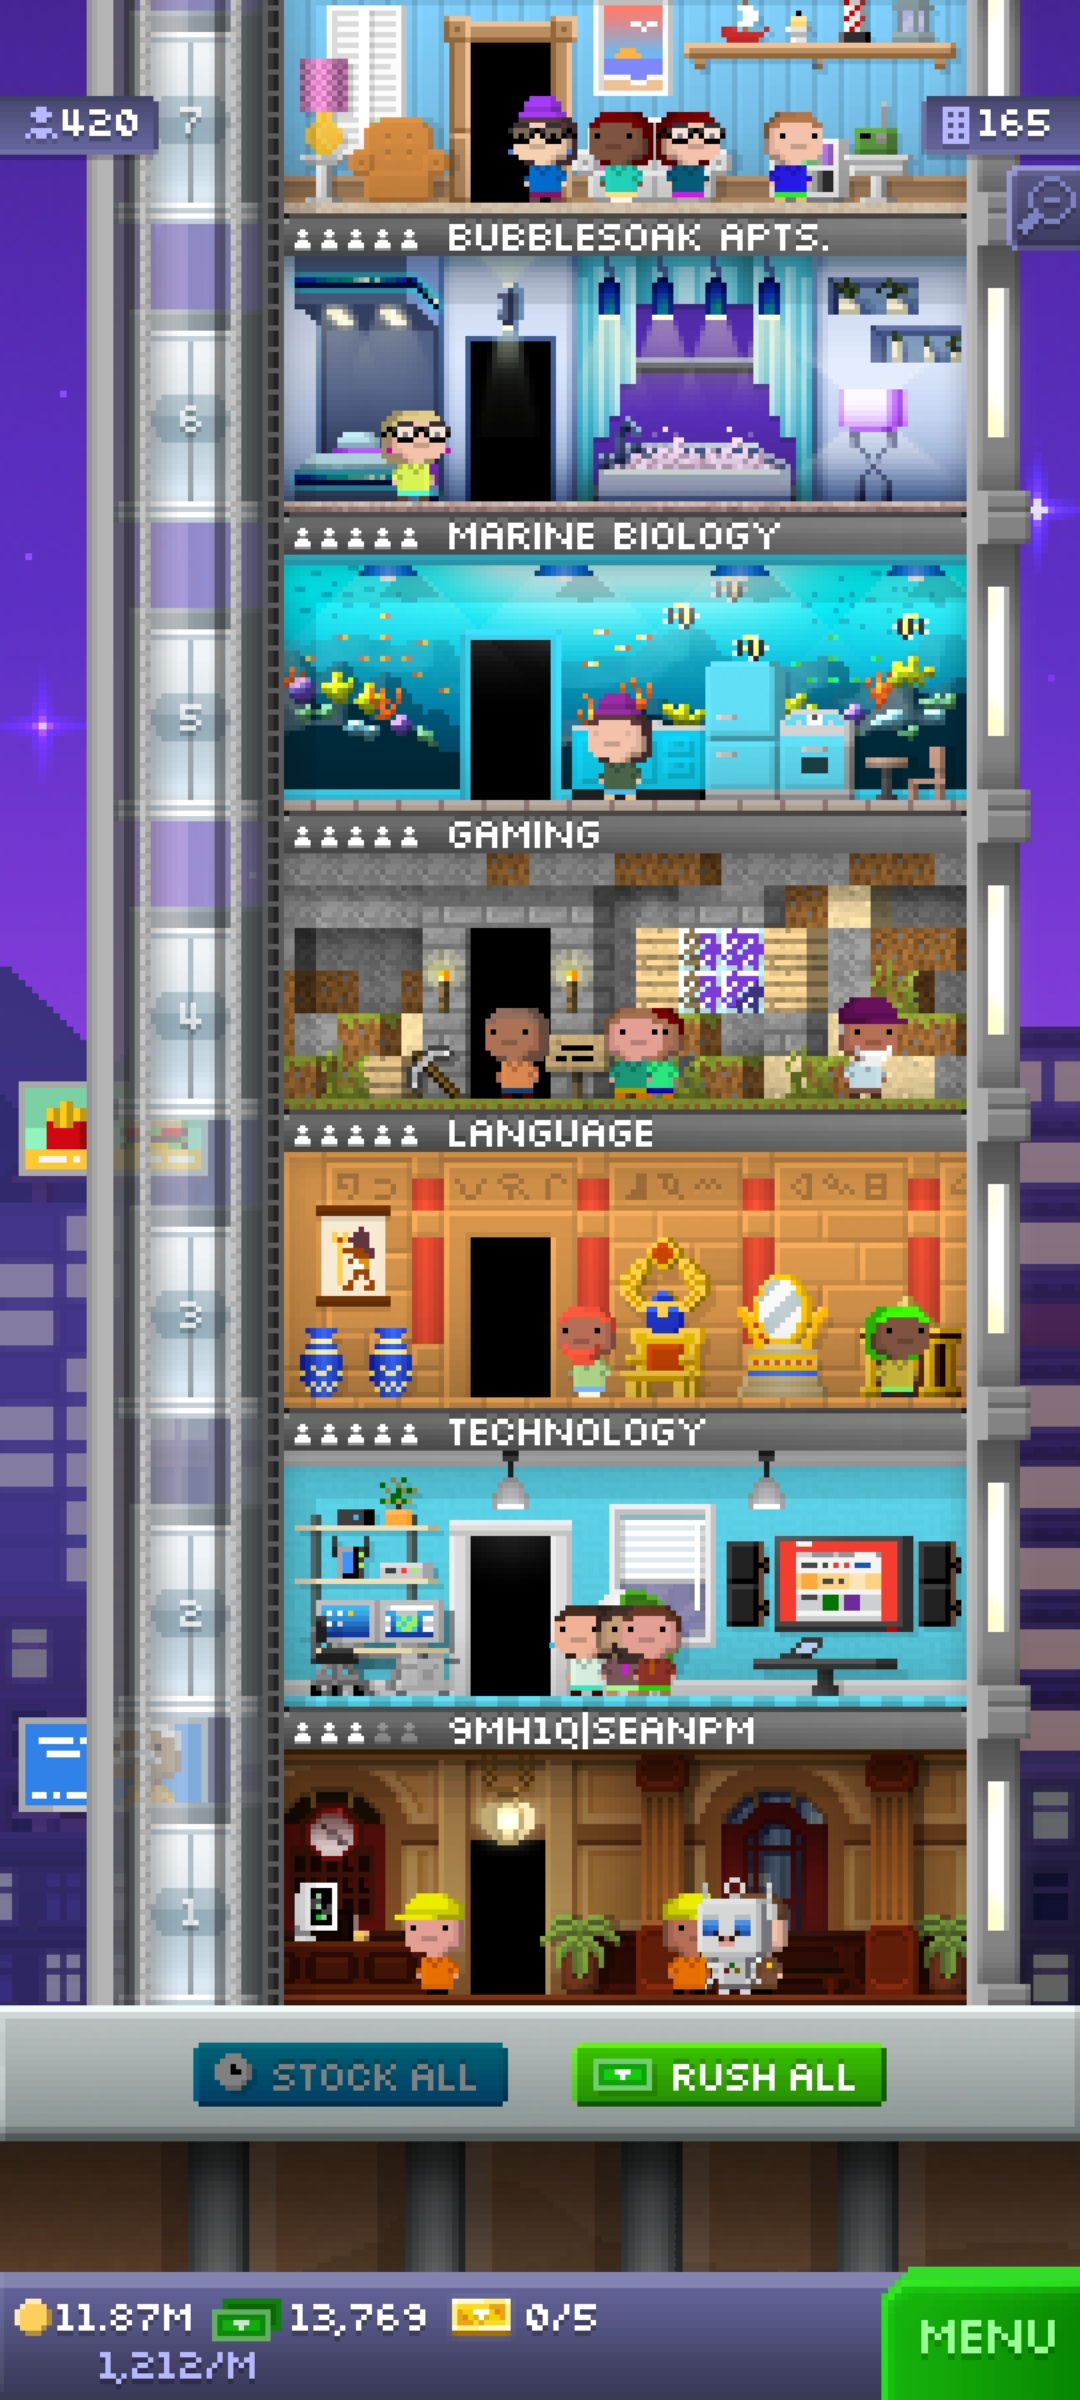 420
7
165
BUBBLESOAK APTS.
6
MARINE BIOLOGY
5
GAMING
4
LANGUAGE
3
TECHNOLOGY
2
9MH1Q|SEANPM
1
STOCK ALL
RUSH ALL
11.87M
13,769
0/5
1,212/M
MENU